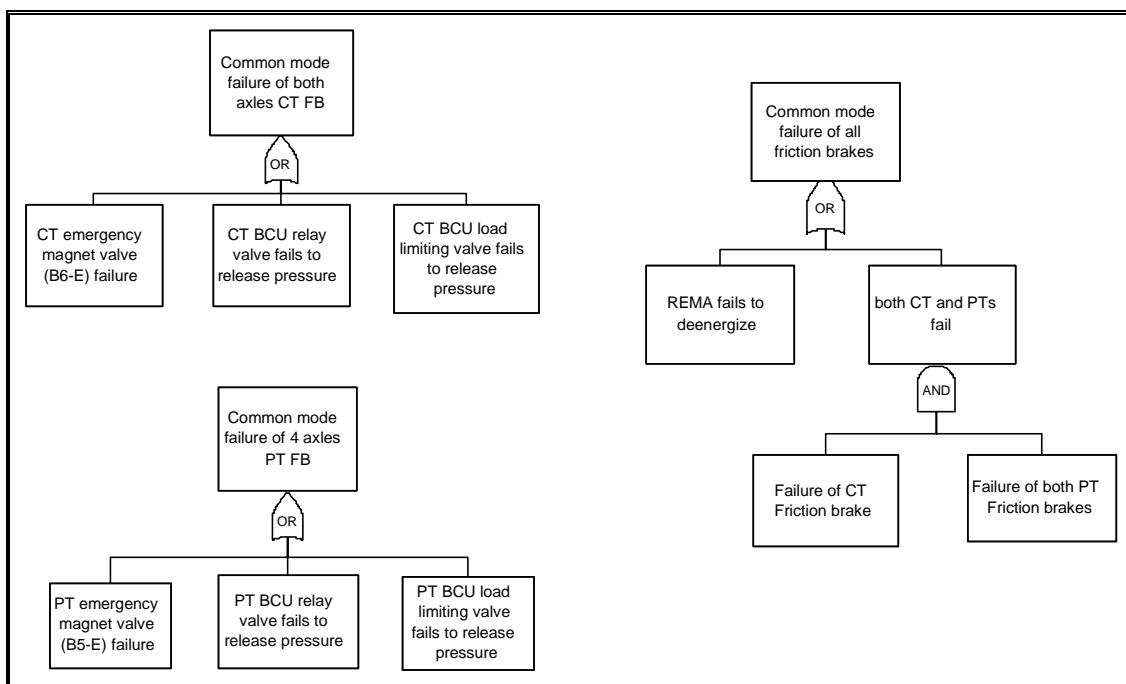 Common mode
failure of both
axles CT FB
OR
CT emergency
magnet valve
(B6-E) failure
CT BCU relay
valve fails to
release pressure
CT BCU load
limiting valve fails
to release
pressure
Common mode
failure of 4 axles
PT FB
OR
PT emergency
magnet valve
(B5-E) failure
PT BCU relay
valve fails to
release pressure
PT BCU load
limiting valve
fails to release
pressure
Common mode
failure of all
friction brakes
OR
REMA fails to
deenergize
both CT and PTs
fail
AND
Failure of CT
Friction brake
Failure of both PT
Friction brakes